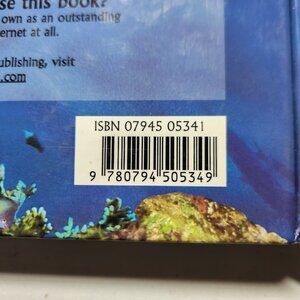 se this book?
own as an outstanding
ernet at all.
ublishing, visit
.com
ISBN 07945 05341
9 780794 505349